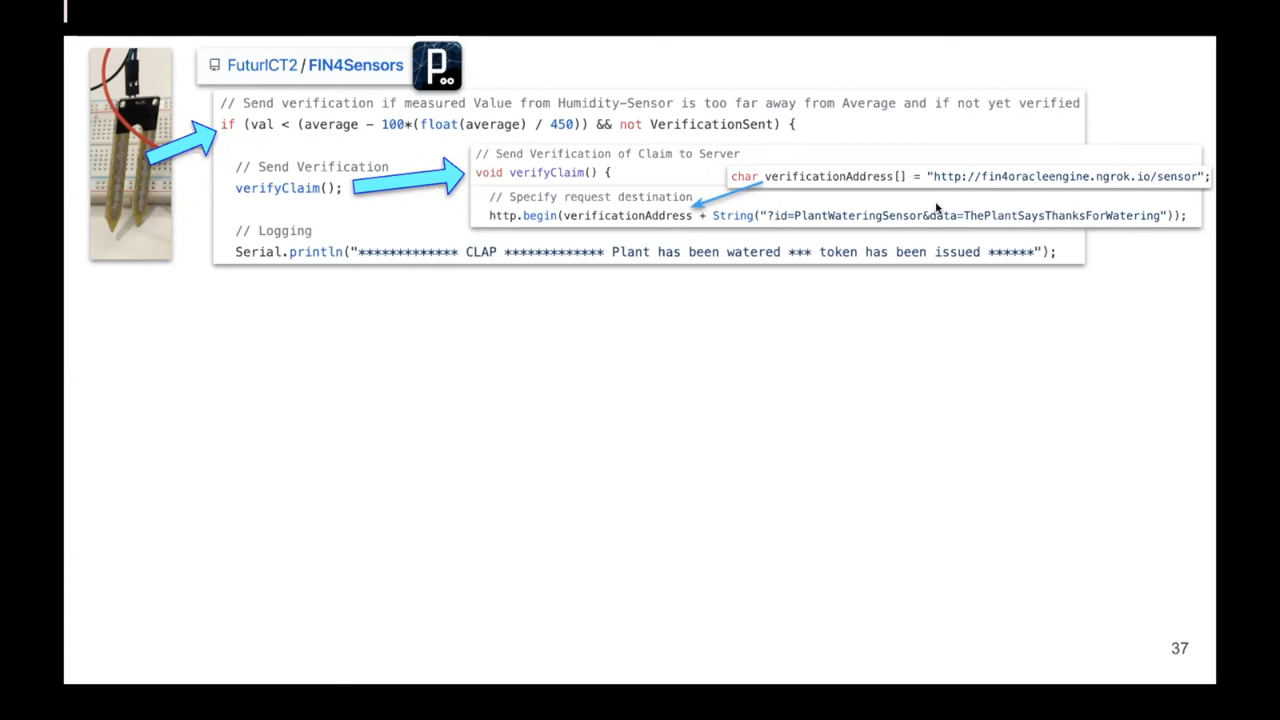 FuturICT2/FIN4Sensors
P
// Send verification if measured Value from Humidity-Sensor is too far away from Average and if not yet verified
if (val < (average - 100*(float(average) / 450)) && not VerificationSent) {
// Send Verification
verifyClaim();
// Send Verification of Claim to Server
void verifyClaim() {
char verificationAddress[] = "http://fin4oracleengine.ngrok.io/sensor";
// Specify request destination
http.begin(verificationAddress + String("?id=PlantWateringSensor&data=ThePlantSaysThanksForWatering"));
// Logging
Serial.println("************* CLAP ************* Plant has been watered *** token has been issued ******");
37